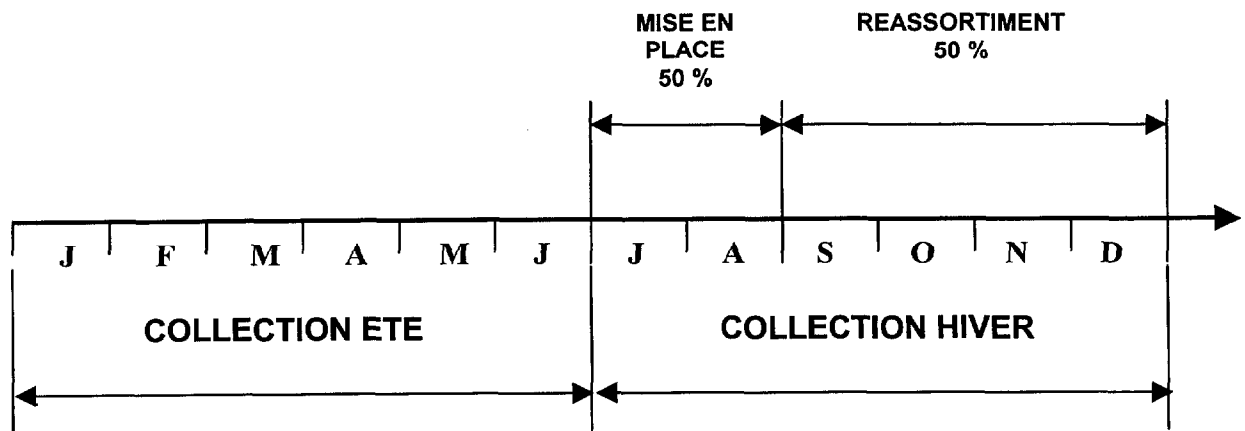 MISE EN
PLACE
50 %
REASSORTIMENT
50 %
J F M A M J J A S O N D
COLLECTION ETE
COLLECTION HIVER